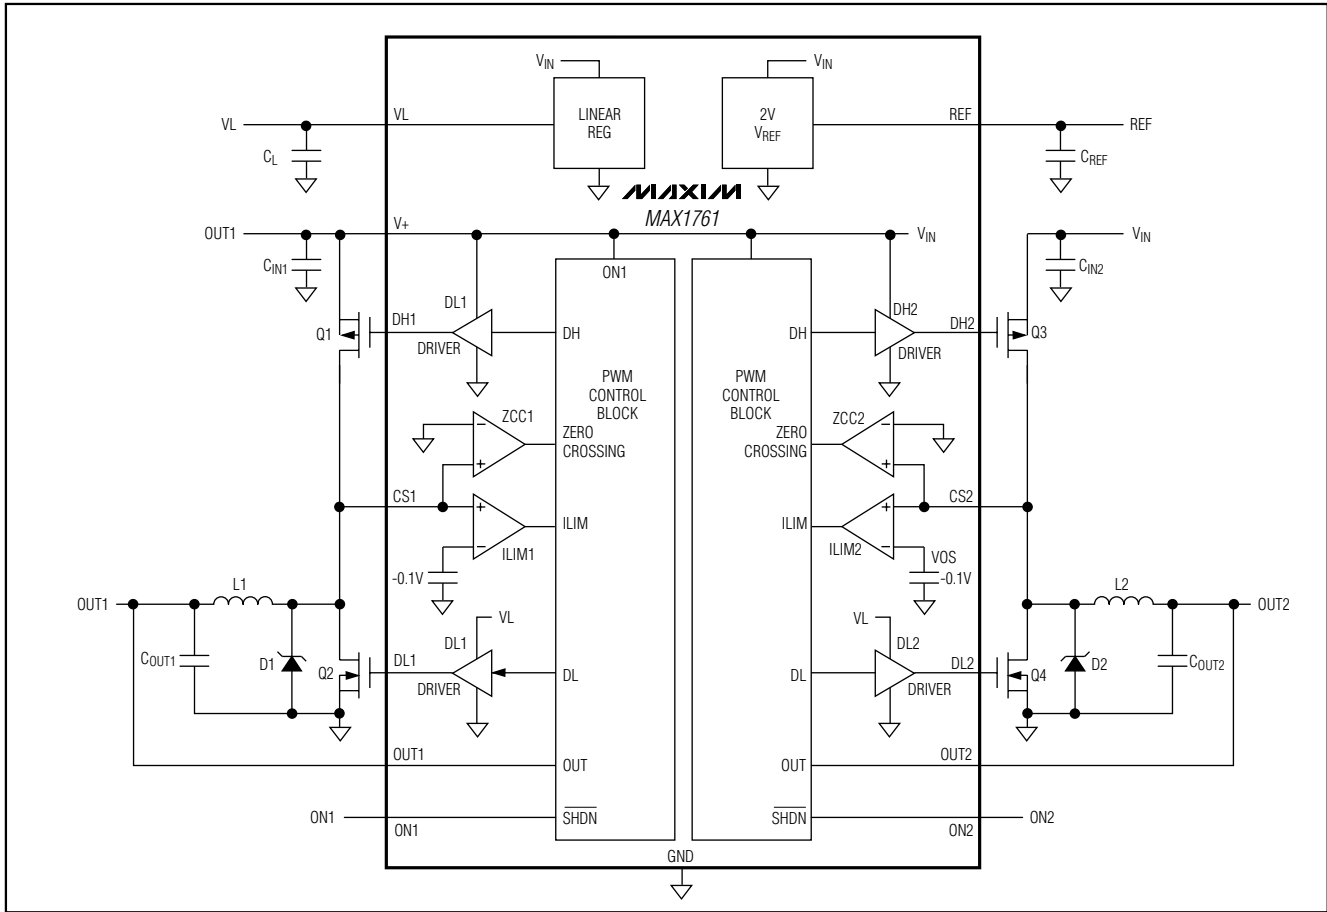 VIN
VIN
LINEAR
REG
2V
VREF
VL
VL
REF
REF
CL
CREF
MAXIM
MAX1761
OUT1
V+
VIN
VIN
CIN1
CIN2
ON1
DL1
DH2
Q1
DH1
DRIVER
DH
DH
DRIVER
DH2
Q3
PWM
CONTROL
BLOCK
PWM
CONTROL
BLOCK
ZCC1
ZERO
CROSSING
ZCC2
ZERO
CROSSING
−
+
−
+
CS1
CS2
+
−
+
−
ILIM
ILIM
ILIM1
ILIM2
-0.1V
VOS
-0.1V
L1
L2
OUT1
OUT2
VL
VL
DL1
DL2
COUT1
D1
Q2
DL1
DRIVER
DL
DL
DRIVER
DL2
Q4
D2
COUT2
OUT1
OUT
OUT
OUT2
ON1
ON1
SHDN
SHDN
ON2
ON2
GND